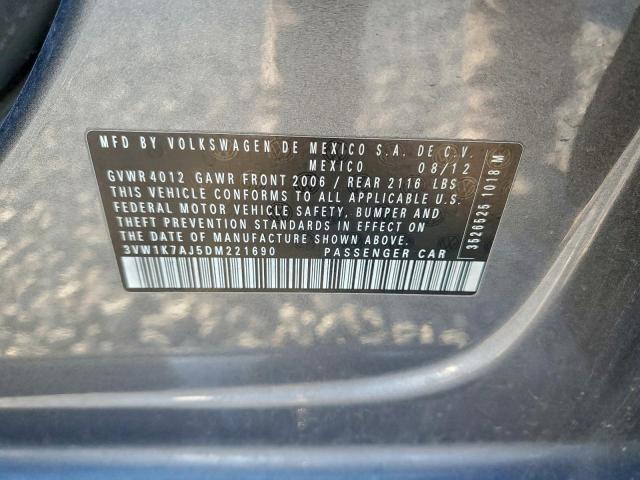 MFD BY VOLKSWAGEN DE MEXICO S.A. DE C.V.
MEXICO 08/12
GVWR 4012 GAWR FRONT 2006 / REAR 2116 LBS
THIS VEHICLE CONFORMS TO ALL APPLICABLE U.S.
FEDERAL MOTOR VEHICLE SAFETY, BUMPER AND
THEFT PREVENTION STANDARDS IN EFFECT ON
THE DATE OF MANUFACTURE SHOWN ABOVE.
3VW1K7AJ5DM221690 PASSENGER CAR
3526525 1018 M